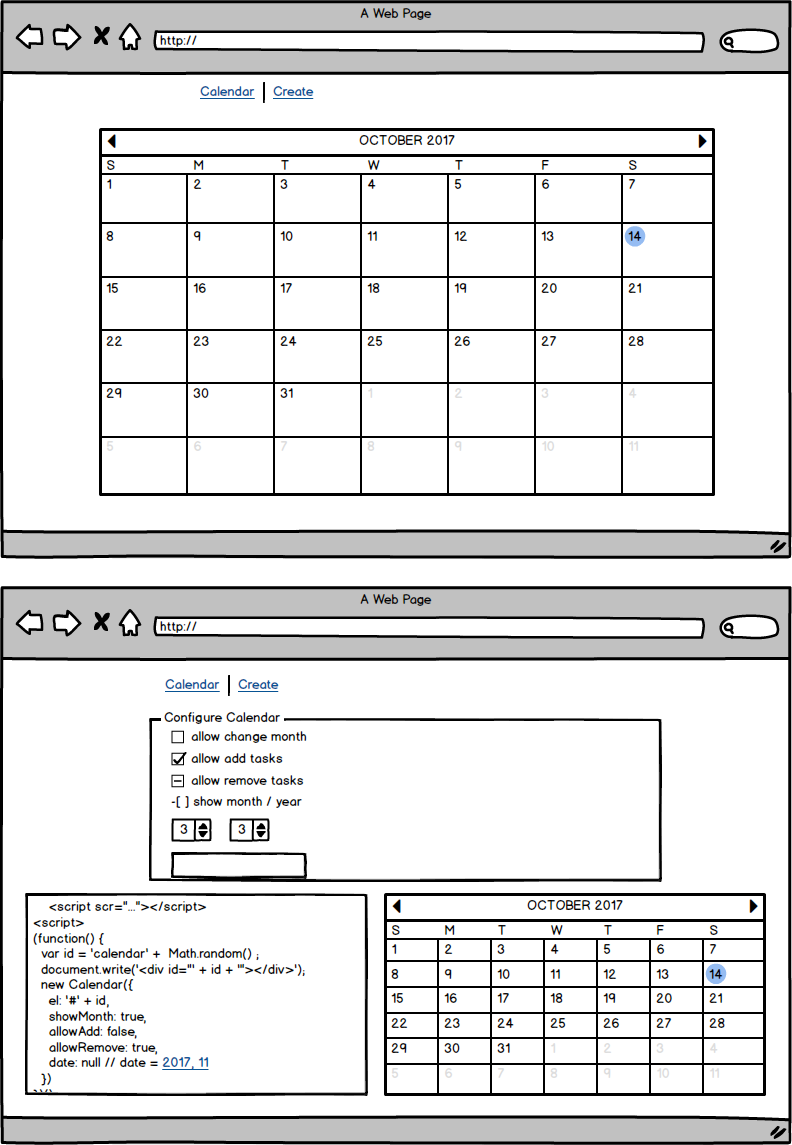 A Web Page
http://
Calendar | Create
OCTOBER 2017
S M T W T F S
1 2 3 4 5 6 7
8 9 10 11 12 13 14
15 16 17 18 19 20 21
22 23 24 25 26 27 28
29 30 31 1 2 3 4
5 6 7 8 9 10 11
A Web Page
http://
Calendar | Create
Configure Calendar
allow change month
allow add tasks
allow remove tasks
-[ ] show month / year
3 3
<script scr="..."></script>
<script>
(function() {
var id = 'calendar' + Math.random() ;
document.write('<div id="' + id + '"></div>');
new Calendar({
el: '#' + id,
showMonth: true,
allowAdd: false,
allowRemove: true,
date: null // date = 2017, 11
})
OCTOBER 2017
S M T W T F S
1 2 3 4 5 6 7
8 9 10 11 12 13 14
15 16 17 18 19 20 21
22 23 24 25 26 27 28
29 30 31 1 2 3 4
5 6 7 8 9 10 11